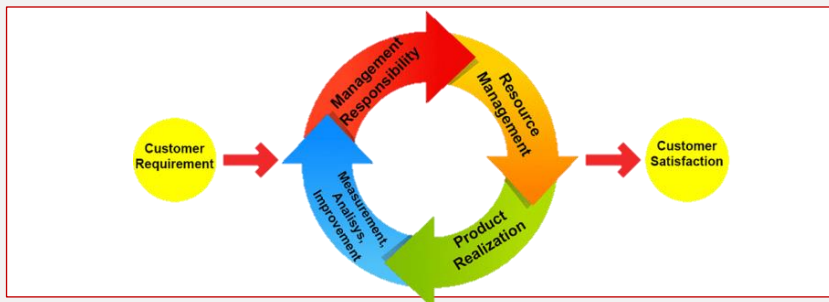 Customer
Requirement
Management
Responsibility
Resource
Management
Product
Realization
Measurement,
Analisys,
Improvement
Customer
Satisfaction